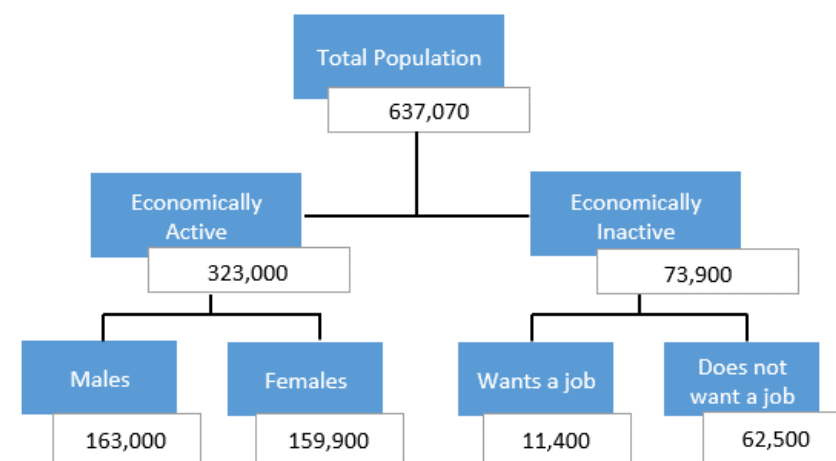 Total Population
637,070
Economically
Active
323,000
Economically
Inactive
73,900
Males
163,000
Females
159,900
Wants a job
11,400
Does not
want a job
62,500